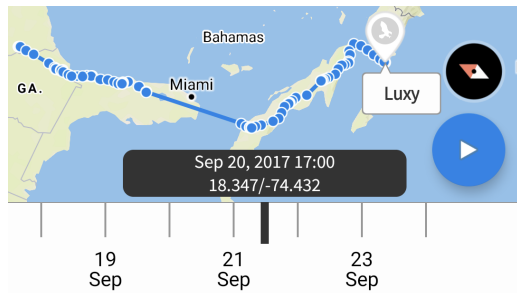 Bahamas
GA.
Miami
Luxy
Sep 20, 2017 17:00
18.347/-74.432
19
Sep
21
Sep
23
Sep